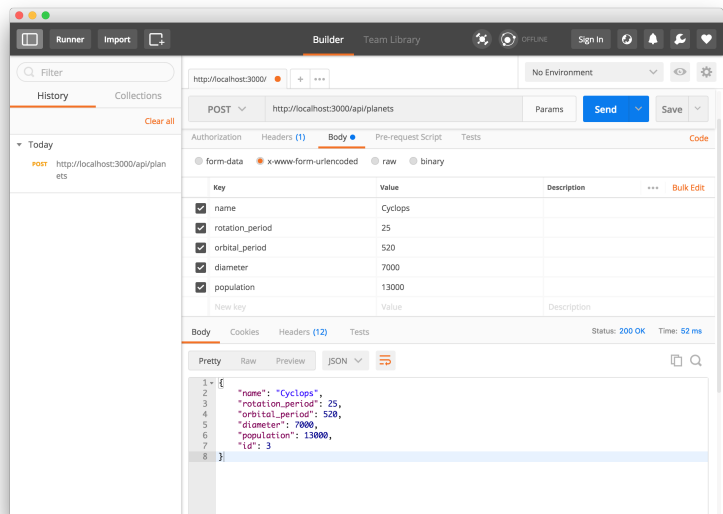 Runner Import Builder Team Library OFFLINE Sign In
Filter
History Collections
Clear all
Today
POST http://localhost:3000/api/plan
ets
http://localhost:3000/ + •••
No Environment
POST http://localhost:3000/api/planets Params Send Save
Authorization Headers (1) Body Pre-request Script Tests Code
form-data x-www-form-urlencoded raw binary
Key Value Description ••• Bulk Edit
name Cyclops
rotation_period 25
orbital_period 520
diameter 7000
population 13000
New key Value Description
Body Cookies Headers (12) Tests Status: 200 OK Time: 52 ms
Pretty Raw Preview JSON
1 {
2 "name": "Cyclops",
3 "rotation_period": 25,
4 "orbital_period": 520,
5 "diameter": 7000,
6 "population": 13000,
7 "id": 3
8 }